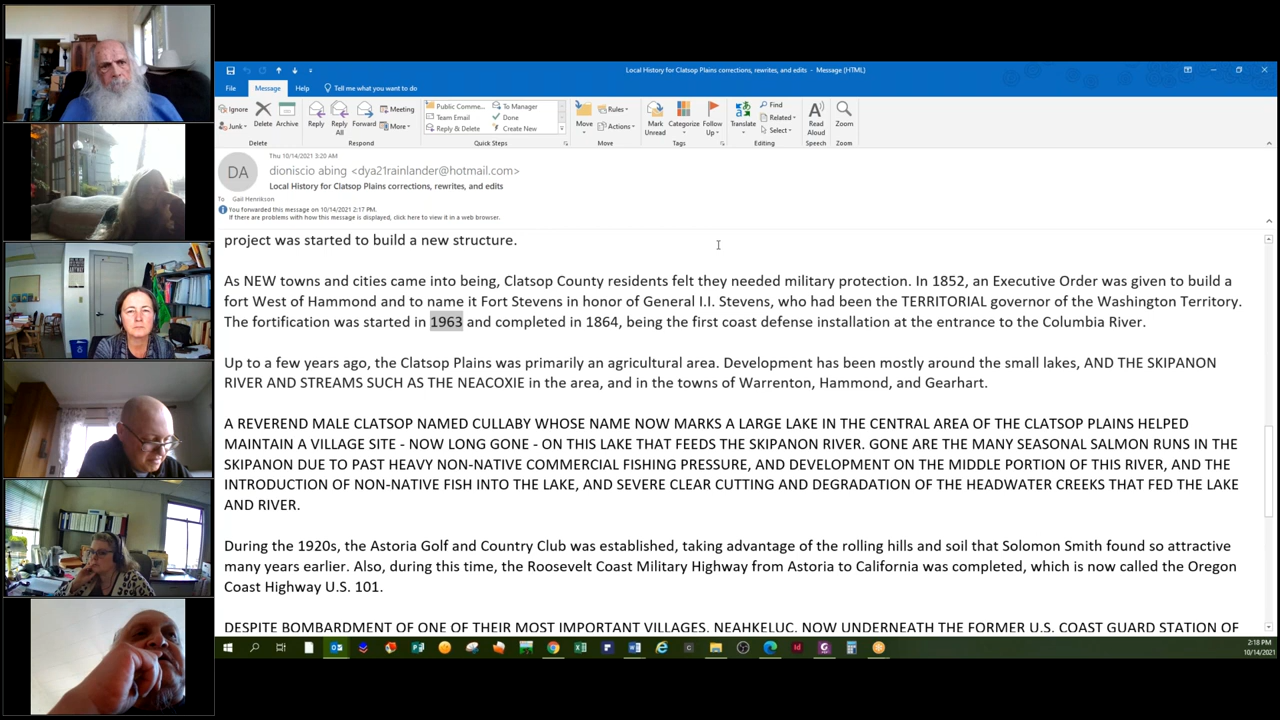 Local History for Clatsop Plains corrections, rewrites, and edits - Message (HTML)
File Message Help Tell me what you want to do
Ignore
Junk
Delete
Archive
Reply
Reply All
Forward
Meeting
More
Public Comme...
Team Email
Reply & Delete
To Manager
Done
Create New
Move
Rules
Actions
Mark Unread
Categorize
Follow Up
Translate
Find
Related
Select
Read Aloud
Zoom
Delete Respond Quick Steps Move Tags Editing Speech Zoom
Thu 10/14/2021 3:20 AM
DA
dioniscio abing <dya21rainlander@hotmail.com>
Local History for Clatsop Plains corrections, rewrites, and edits
To Gail Henrikson
You forwarded this message on 10/14/2021 2:17 PM.
If there are problems with how this message is displayed, click here to view it in a web browser.
project was started to build a new structure.
As NEW towns and cities came into being, Clatsop County residents felt they needed military protection. In 1852, an Executive Order was given to build a
fort West of Hammond and to name it Fort Stevens in honor of General I.I. Stevens, who had been the TERRITORIAL governor of the Washington Territory.
The fortification was started in 1963 and completed in 1864, being the first coast defense installation at the entrance to the Columbia River.
Up to a few years ago, the Clatsop Plains was primarily an agricultural area. Development has been mostly around the small lakes, AND THE SKIPANON
RIVER AND STREAMS SUCH AS THE NEACOXIE in the area, and in the towns of Warrenton, Hammond, and Gearhart.
A REVEREND MALE CLATSOP NAMED CULLABY WHOSE NAME NOW MARKS A LARGE LAKE IN THE CENTRAL AREA OF THE CLATSOP PLAINS HELPED
MAINTAIN A VILLAGE SITE - NOW LONG GONE - ON THIS LAKE THAT FEEDS THE SKIPANON RIVER. GONE ARE THE MANY SEASONAL SALMON RUNS IN THE
SKIPANON DUE TO PAST HEAVY NON-NATIVE COMMERCIAL FISHING PRESSURE, AND DEVELOPMENT ON THE MIDDLE PORTION OF THIS RIVER, AND THE
INTRODUCTION OF NON-NATIVE FISH INTO THE LAKE, AND SEVERE CLEAR CUTTING AND DEGRADATION OF THE HEADWATER CREEKS THAT FED THE LAKE
AND RIVER.
During the 1920s, the Astoria Golf and Country Club was established, taking advantage of the rolling hills and soil that Solomon Smith found so attractive
many years earlier. Also, during this time, the Roosevelt Coast Military Highway from Astoria to California was completed, which is now called the Oregon
Coast Highway U.S. 101.
DESPITE BOMBARDMENT OF ONE OF THEIR MOST IMPORTANT VILLAGES, NEAHKELUC, NOW UNDERNEATH THE FORMER U.S. COAST GUARD STATION OF
2:18 PM
10/14/2021